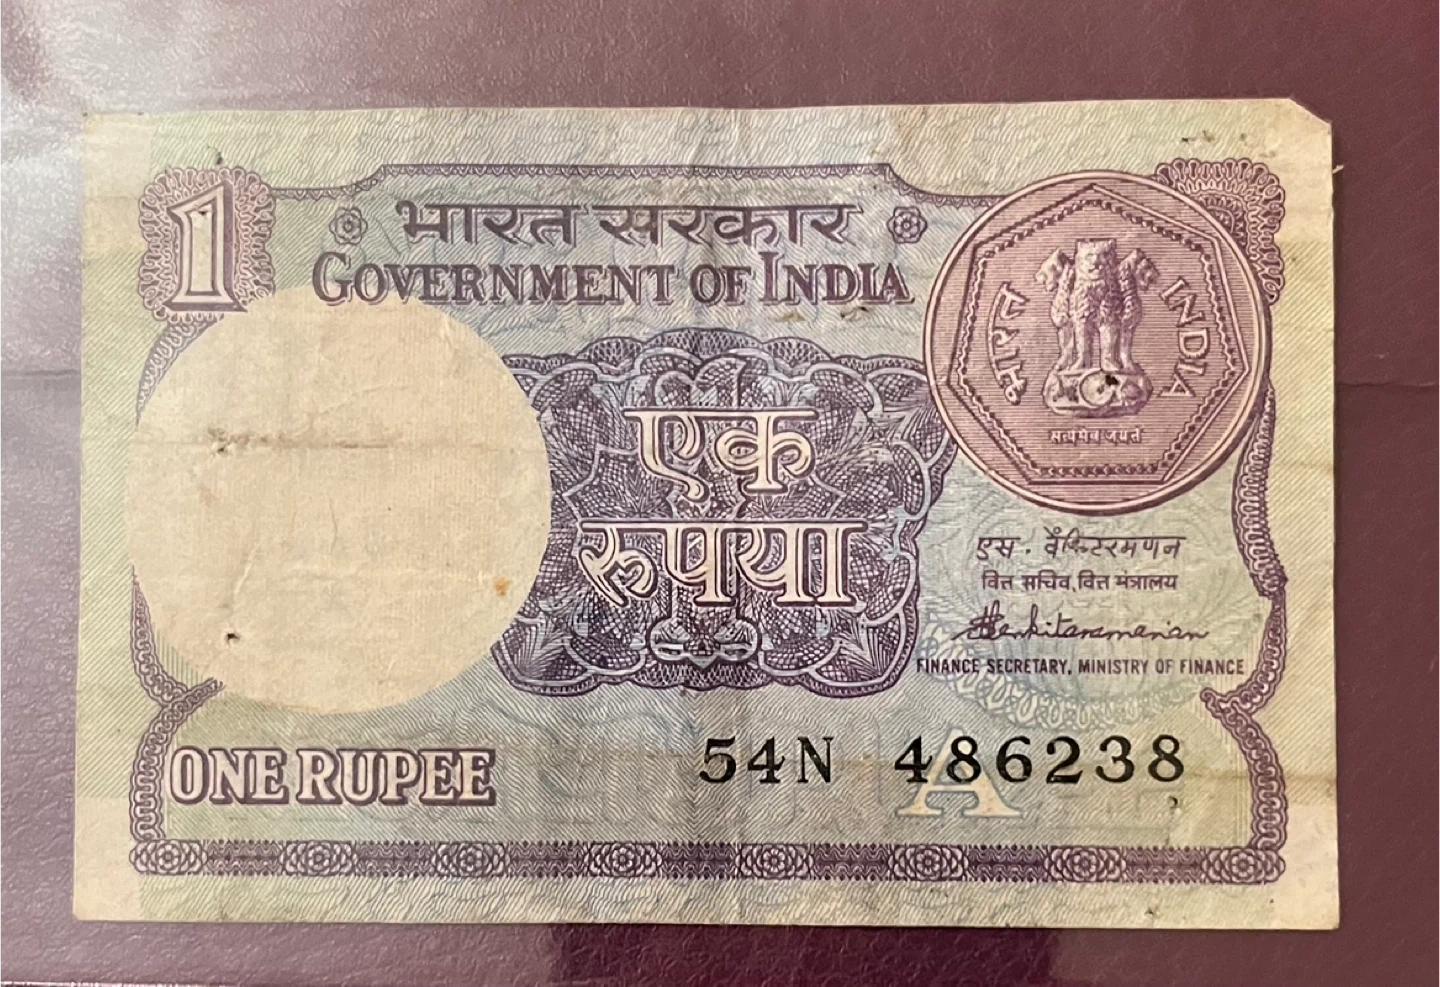 1
भारत सरकार
GOVERNMENT OF INDIA
भारत
INDIA
सत्यमेव जयते
एक
रुपया
एस. वेंकिटरमणन
वित्त सचिव, वित्त मंत्रालय
S Venkitaramanan
FINANCE SECRETARY, MINISTRY OF FINANCE
ONE RUPEE
54N 486238
A